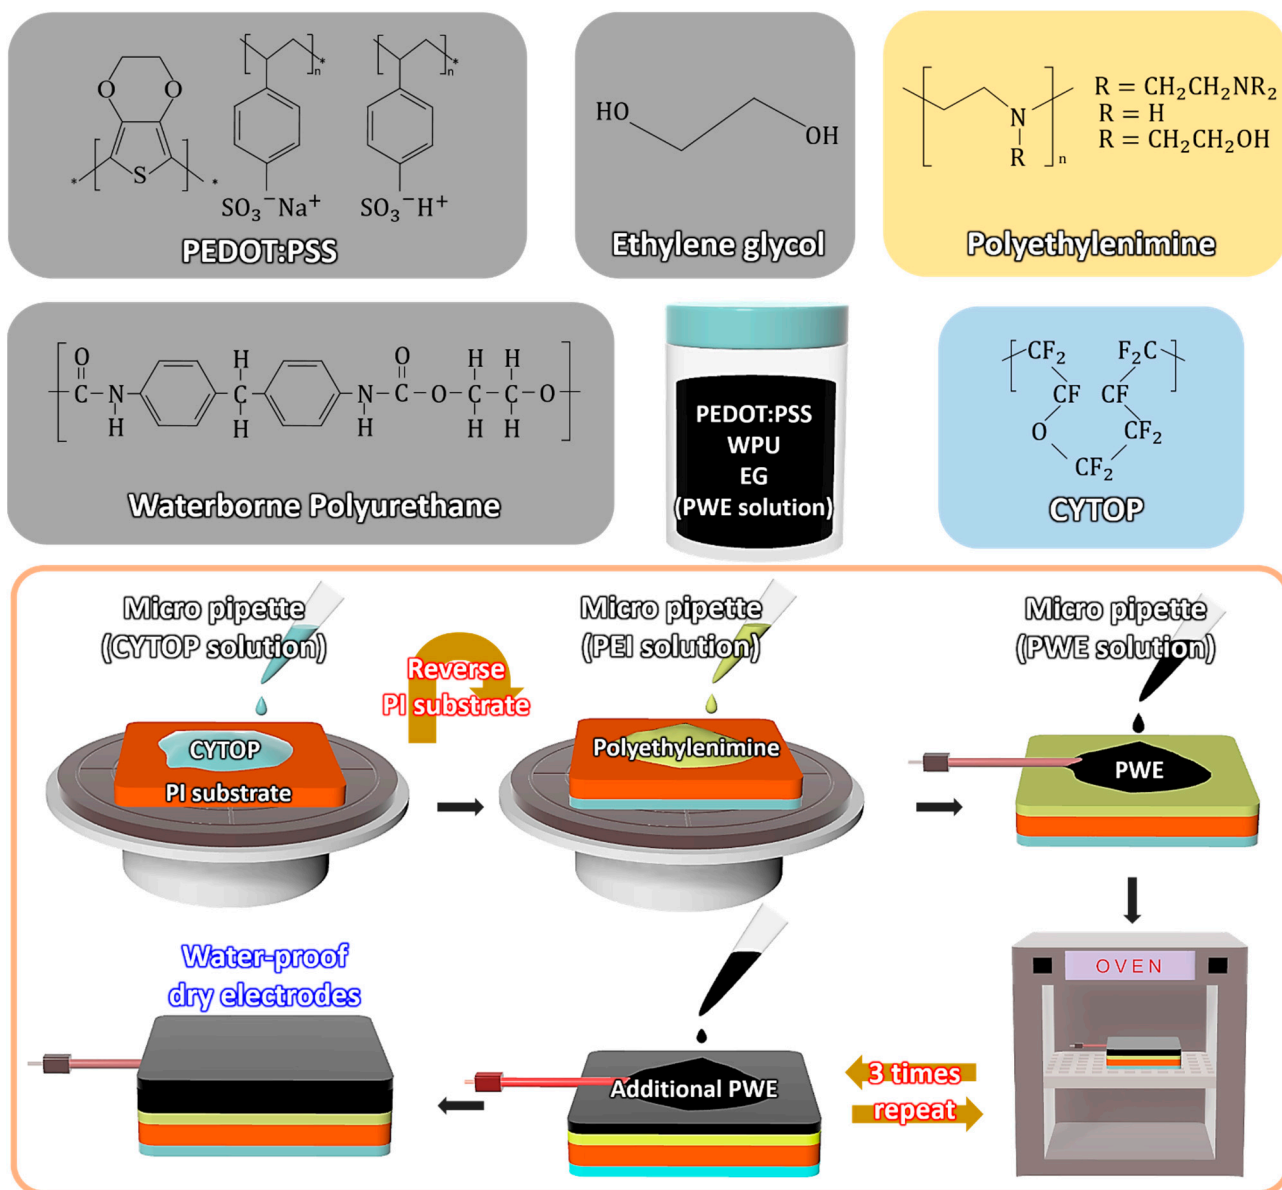 O O
S
* [ ] *
[ ]n *
SO₃⁻Na⁺
[ ]n *
SO₃⁻H⁺
PEDOT:PSS
HO
OH
Ethylene glycol
N
R
n
R = CH₂CH₂NR₂
R = H
R = CH₂CH₂OH
Polyethylenimine
O H O H H
C N C N C O C C O
H H H H H
Waterborne Polyurethane
PEDOT:PSS
WPU
EG
(PWE solution)
CF₂ F₂C
CF CF
O CF₂
CF₂
CYTOP
Micro pipette
(CYTOP solution)
Reverse
PI substrate
CYTOP
PI substrate
Micro pipette
(PEI solution)
Polyethylenimine
Micro pipette
(PWE solution)
PWE
OVEN
3 times
repeat
Additional PWE
Water-proof
dry electrodes